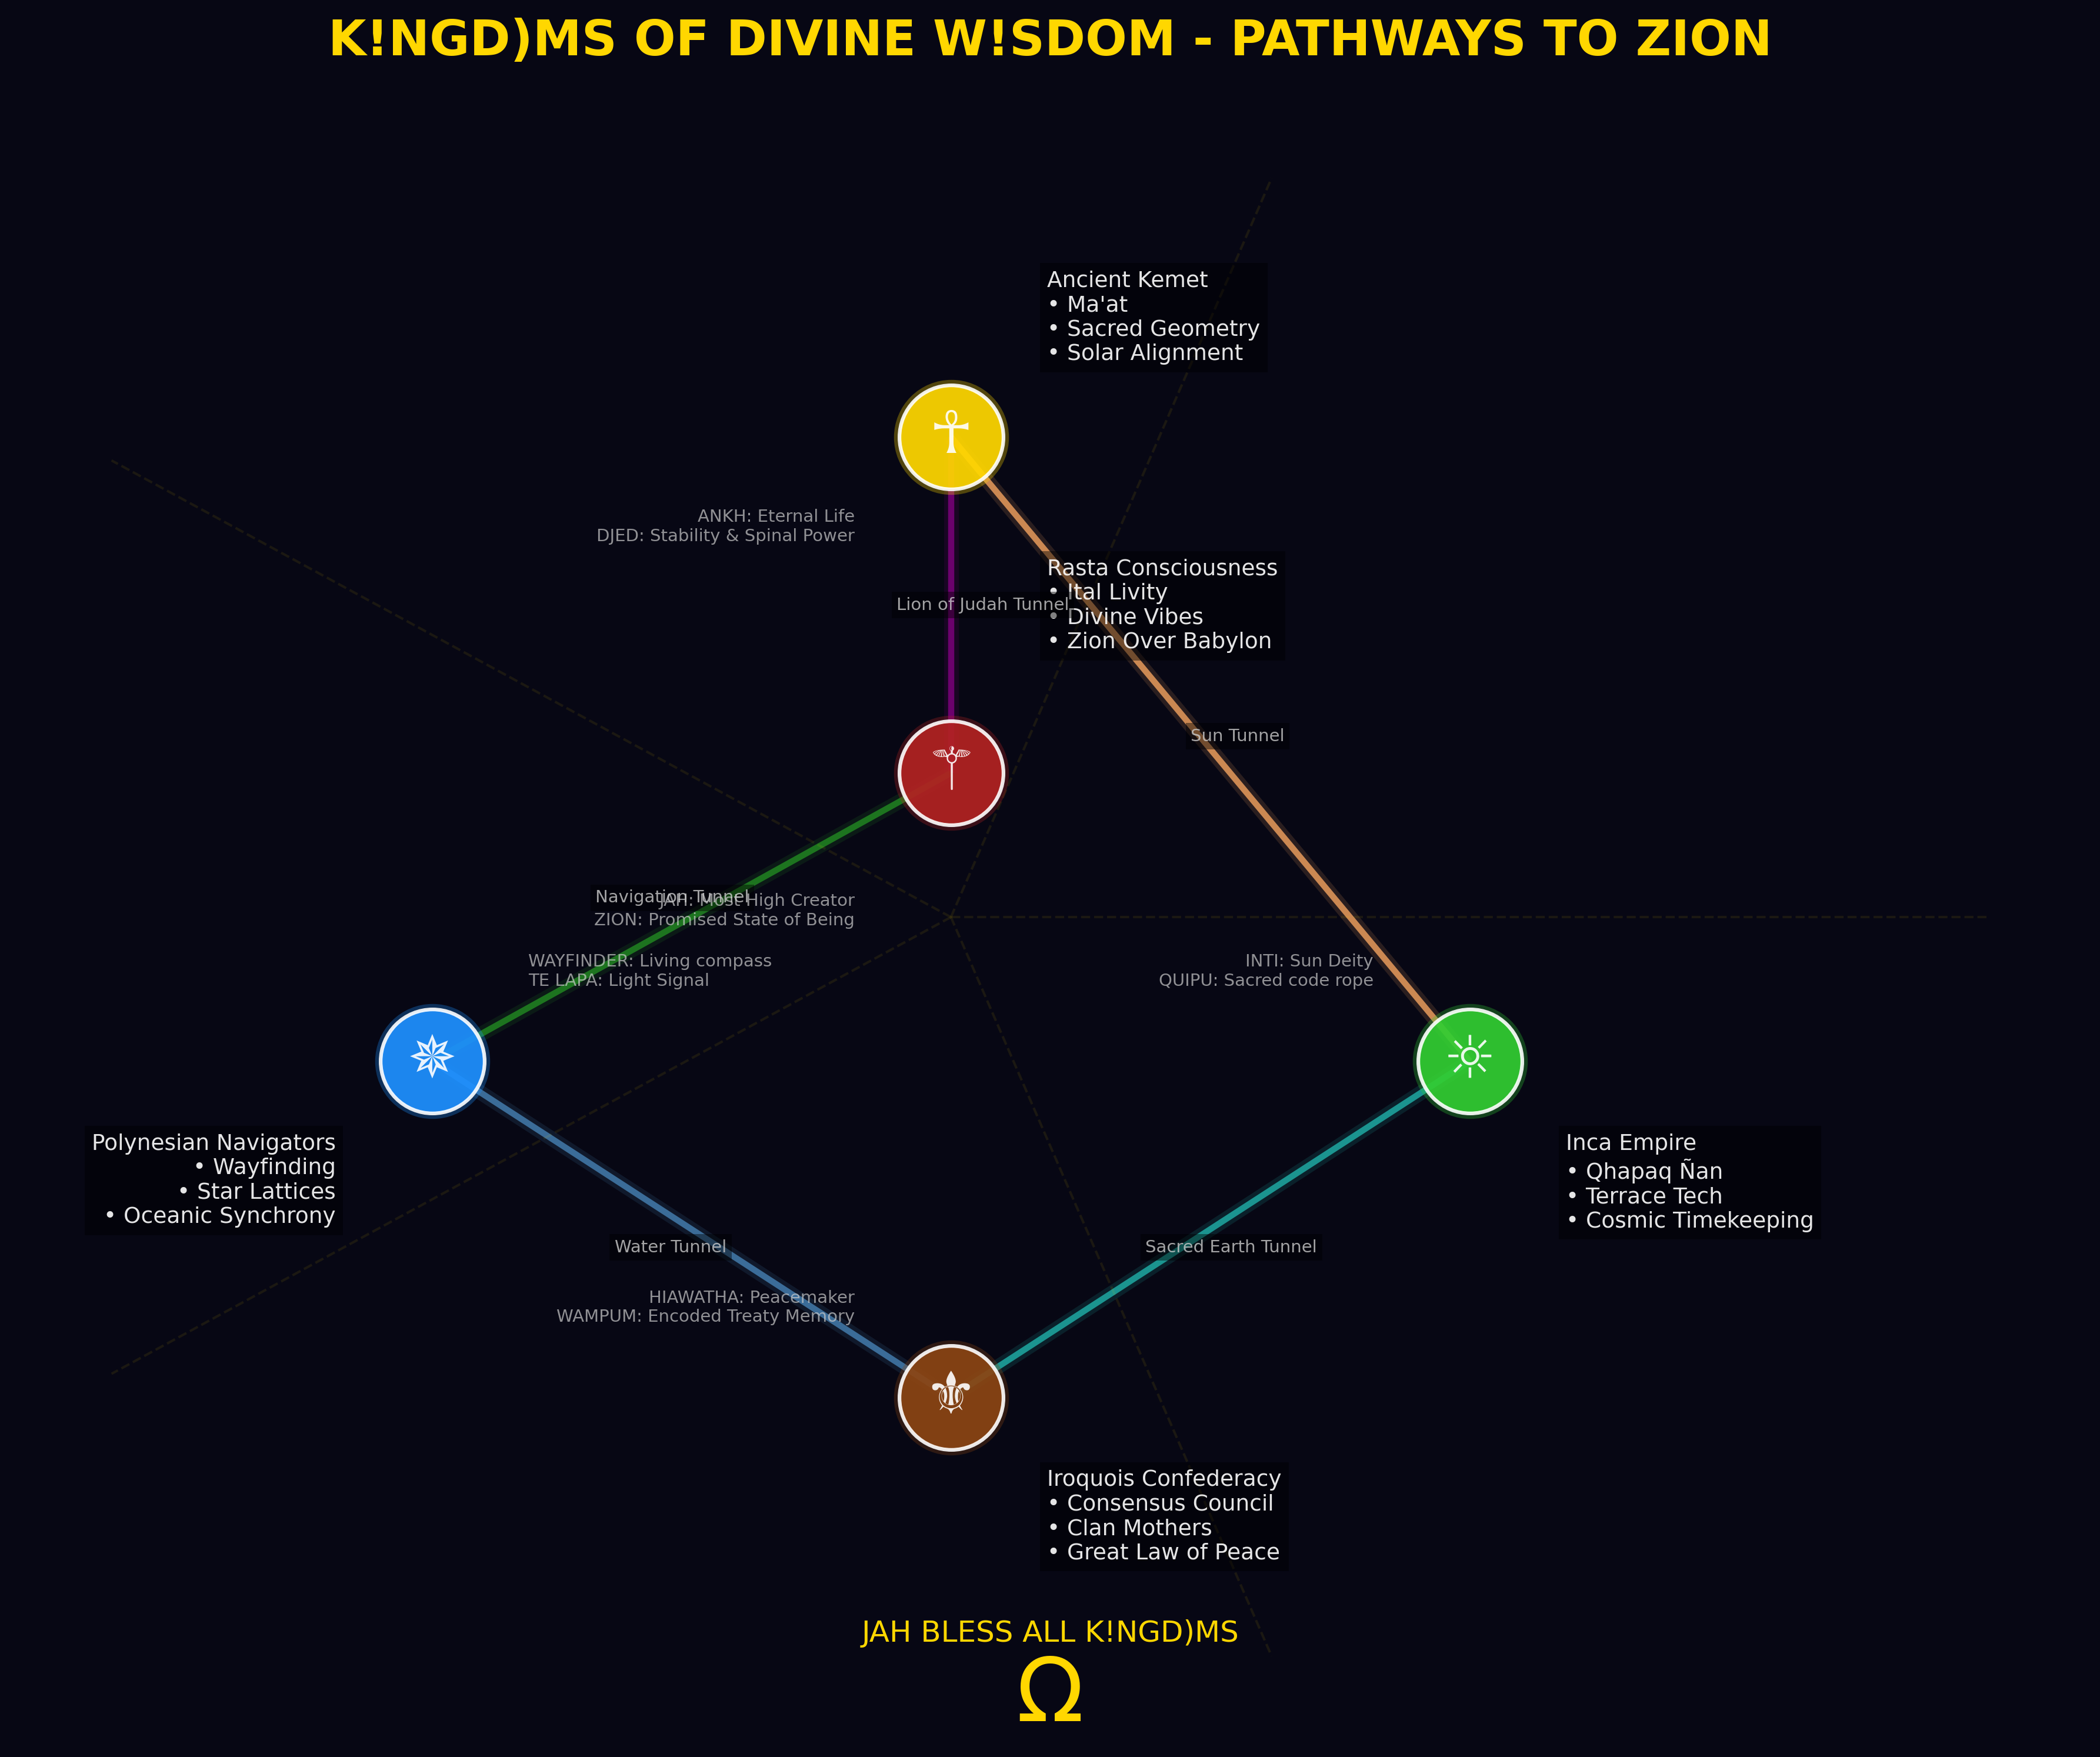 K!NGD)MS OF DIVINE W!SDOM - PATHWAYS TO ZION
Ancient Kemet
• Ma'at
• Sacred Geometry
• Solar Alignment
ANKH: Eternal Life
DJED: Stability & Spinal Power
Rasta Consciousness
• Ital Livity
• Divine Vibes
• Zion Over Babylon
Lion of Judah Tunnel
Sun Tunnel
Navigation Tunnel
JAH: Most High Creator
ZION: Promised State of Being
WAYFINDER: Living compass
TE LAPA: Light Signal
INTI: Sun Deity
QUIPU: Sacred code rope
Polynesian Navigators
• Wayfinding
• Star Lattices
• Oceanic Synchrony
Inca Empire
• Qhapaq Ñan
• Terrace Tech
• Cosmic Timekeeping
Water Tunnel
Sacred Earth Tunnel
HIAWATHA: Peacemaker
WAMPUM: Encoded Treaty Memory
Iroquois Confederacy
• Consensus Council
• Clan Mothers
• Great Law of Peace
JAH BLESS ALL K!NGD)MS
Ω